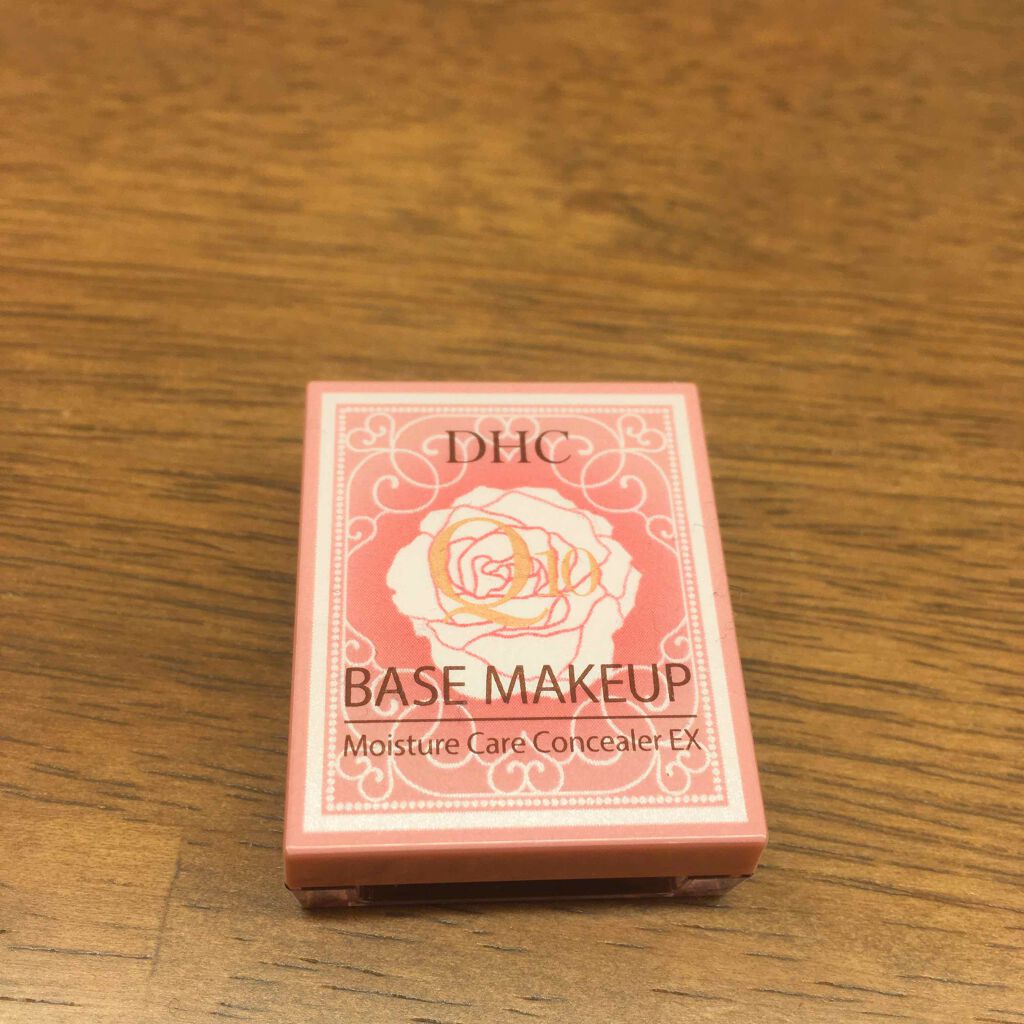 DHC
Q10
BASE MAKEUP
Moisture Care Concealer EX